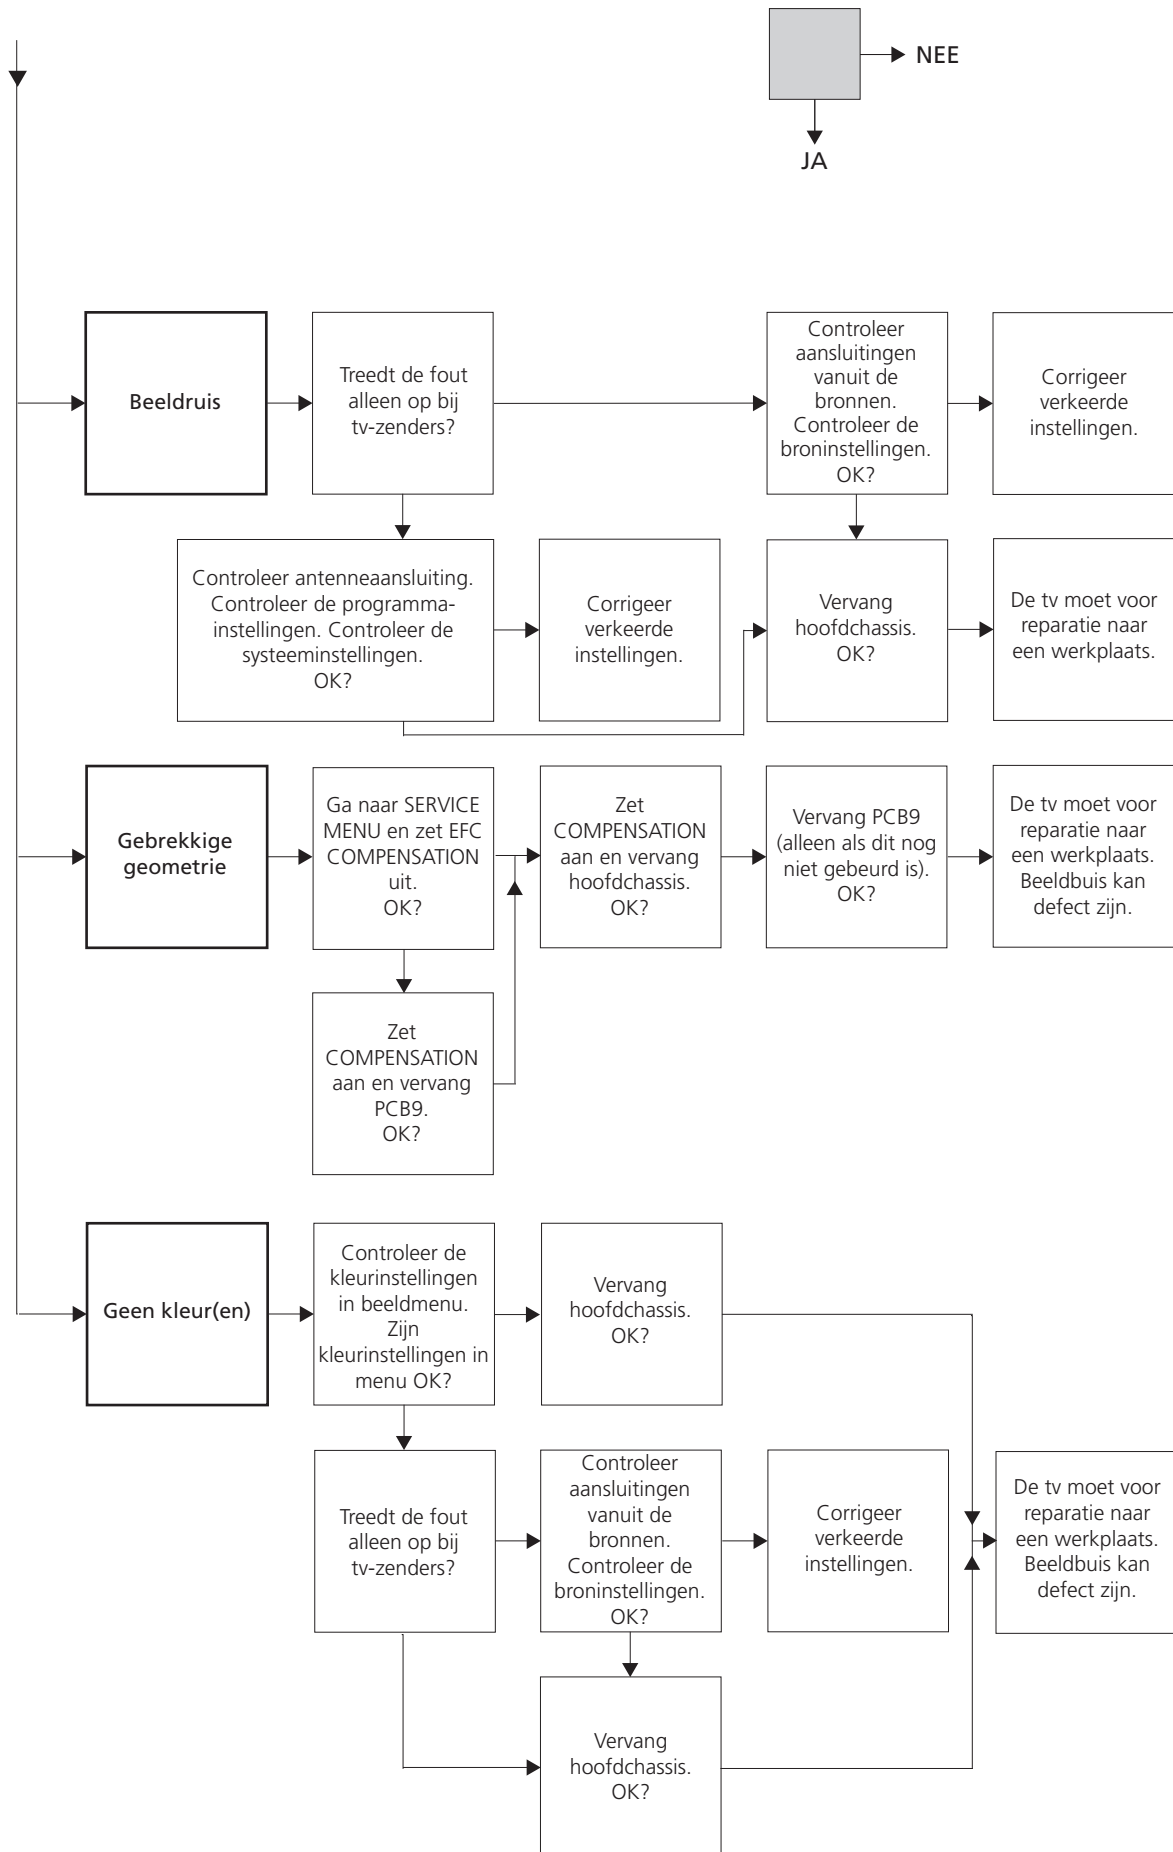 NEE
JA
Beeldruis
Treedt de fout
alleen op bij
tv-zenders?
Controleer
aansluitingen
vanuit de
bronnen.
Controleer de
broninstellingen.
OK?
Corrigeer
verkeerde
instellingen.
Controleer antenneaansluiting.
Controleer de programma-
instellingen. Controleer de
systeeminstellingen.
OK?
Corrigeer
verkeerde
instellingen.
Vervang
hoofdchassis.
OK?
De tv moet voor
reparatie naar
een werkplaats.
Gebrekkige
geometrie
Ga naar SERVICE
MENU en zet EFC
COMPENSATION
uit.
OK?
Zet
COMPENSATION
aan en vervang
hoofdchassis.
OK?
Vervang PCB9
(alleen als dit nog
niet gebeurd is).
OK?
De tv moet voor
reparatie naar
een werkplaats.
Beeldbuis kan
defect zijn.
Zet
COMPENSATION
aan en vervang
PCB9.
OK?
Geen kleur(en)
Controleer de
kleurinstellingen
in beeldmenu.
Zijn
kleurinstellingen in
menu OK?
Vervang
hoofdchassis.
OK?
Treedt de fout
alleen op bij
tv-zenders?
Controleer
aansluitingen
vanuit de
bronnen.
Controleer de
broninstellingen.
OK?
Corrigeer
verkeerde
instellingen.
De tv moet voor
reparatie naar
een werkplaats.
Beeldbuis kan
defect zijn.
Vervang
hoofdchassis.
OK?